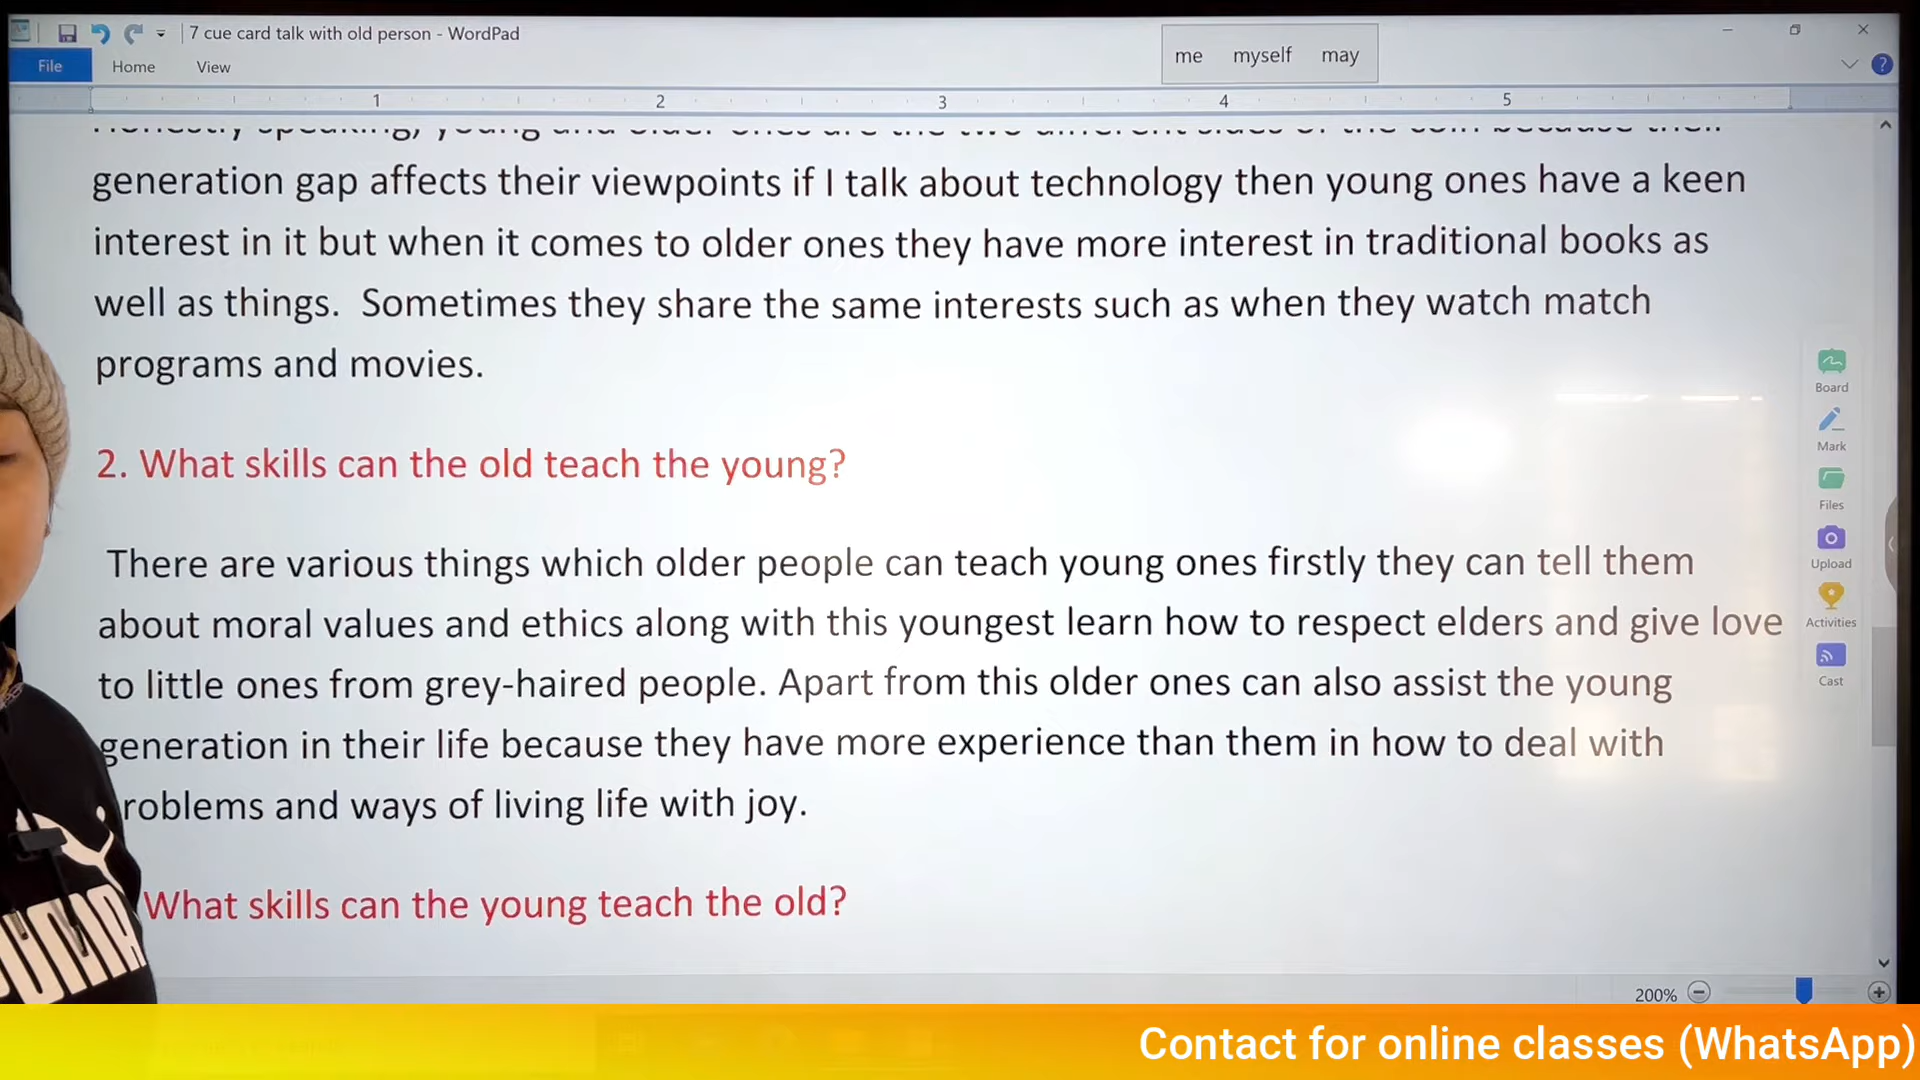 7 cue card talk with old person - WordPad
me myself may
File Home View
1 2 3 4 5
generation gap affects their viewpoints if I talk about technology then young ones have a keen
interest in it but when it comes to older ones they have more interest in traditional books as
well as things. Sometimes they share the same interests such as when they watch match
programs and movies.
2. What skills can the old teach the young?
There are various things which older people can teach young ones firstly they can tell them
about moral values and ethics along with this youngest learn how to respect elders and give love
to little ones from grey-haired people. Apart from this older ones can also assist the young
generation in their life because they have more experience than them in how to deal with
roblems and ways of living life with joy.
What skills can the young teach the old?
Board
Mark
Files
Upload
Activities
Cast
200%
PUMA
Contact for online classes (WhatsApp)